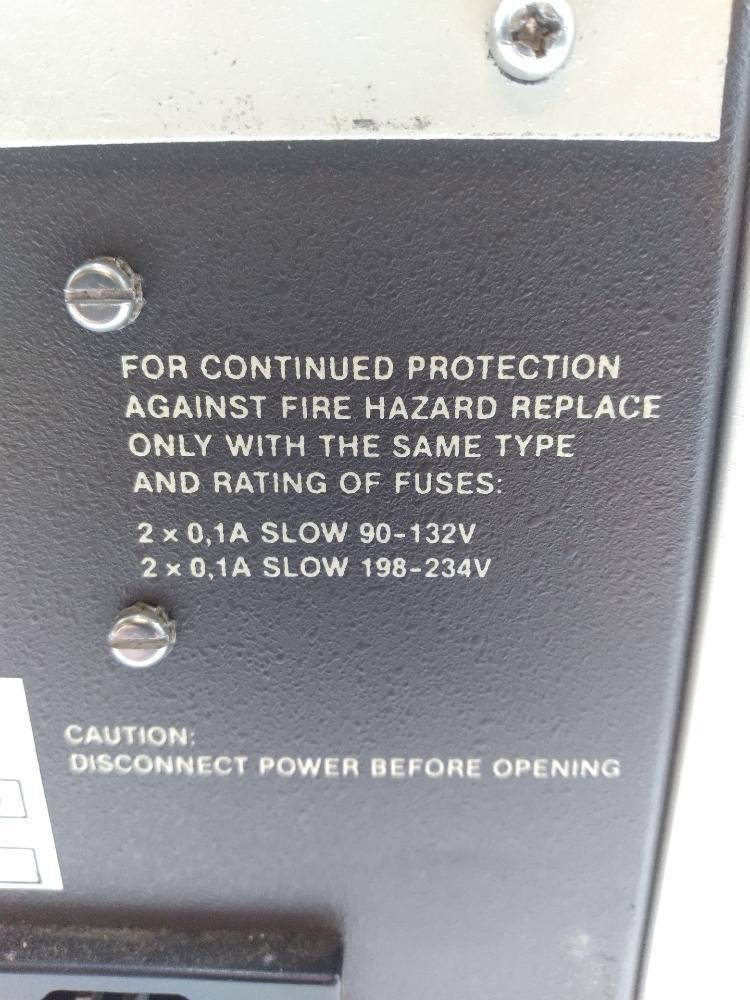 FOR CONTINUED PROTECTION
AGAINST FIRE HAZARD REPLACE
ONLY WITH THE SAME TYPE
AND RATING OF FUSES:
2 x 0,1A SLOW 90-132V
2 x 0,1A SLOW 198-234V
CAUTION:
DISCONNECT POWER BEFORE OPENING